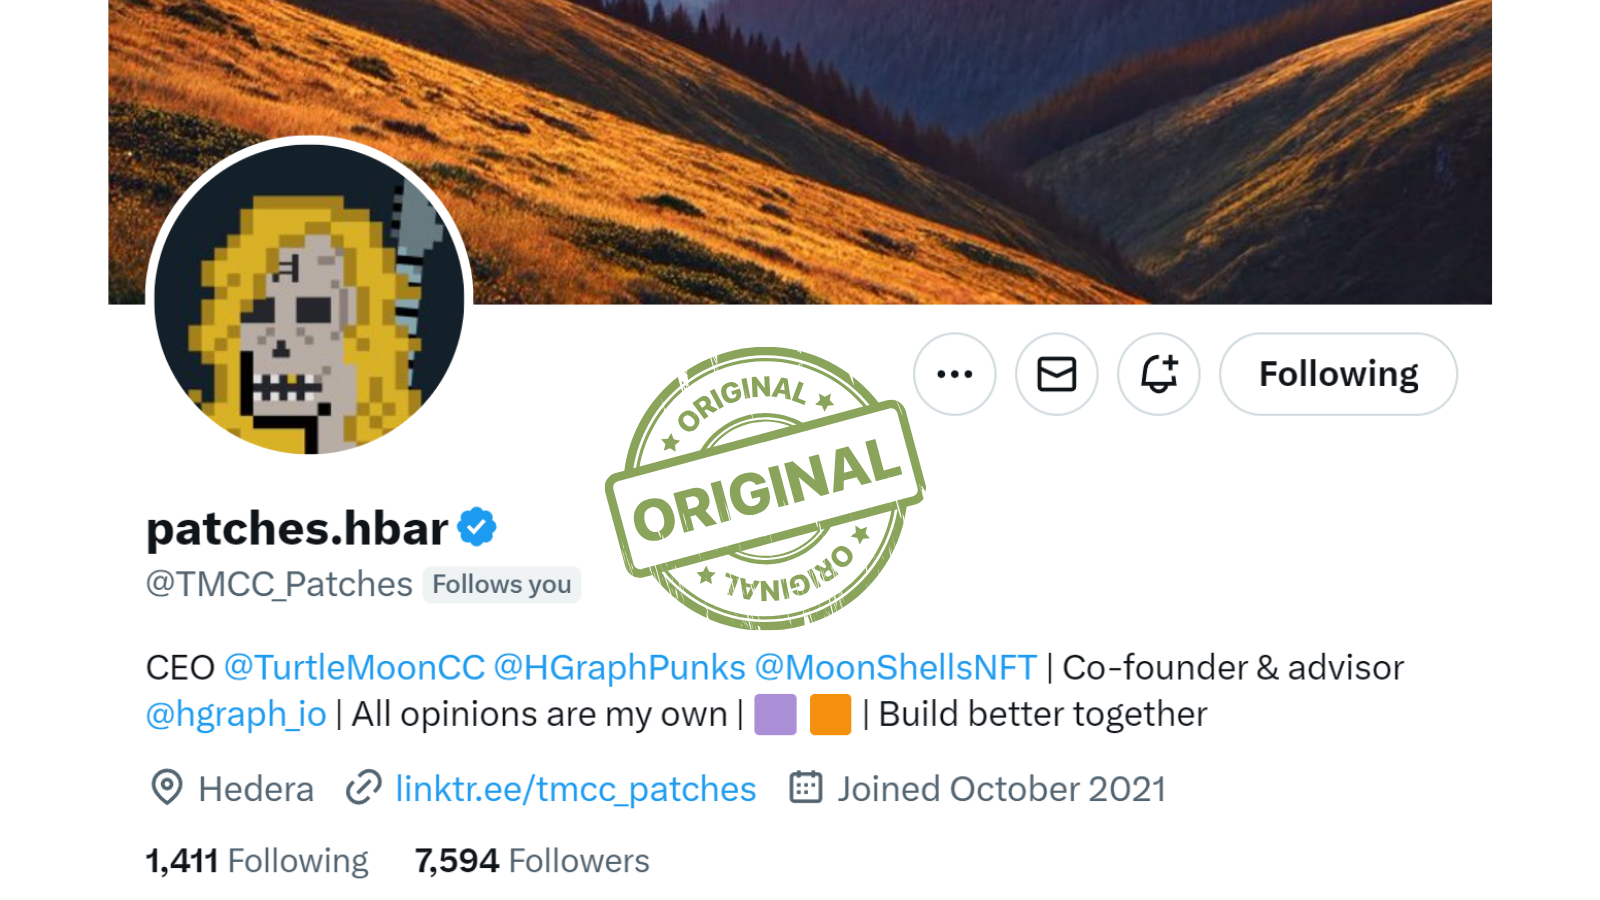 Following
ORIGINAL
ORIGINAL
ORIGINAL
patches.hbar
@TMCC_Patches Follows you
CEO @TurtleMoonCC @HGraphPunks @MoonShellsNFT | Co-founder & advisor
@hgraph_io | All opinions are my own | 🟪 🟧 | Build better together
Hedera linktr.ee/tmcc_patches Joined October 2021
1,411 Following 7,594 Followers